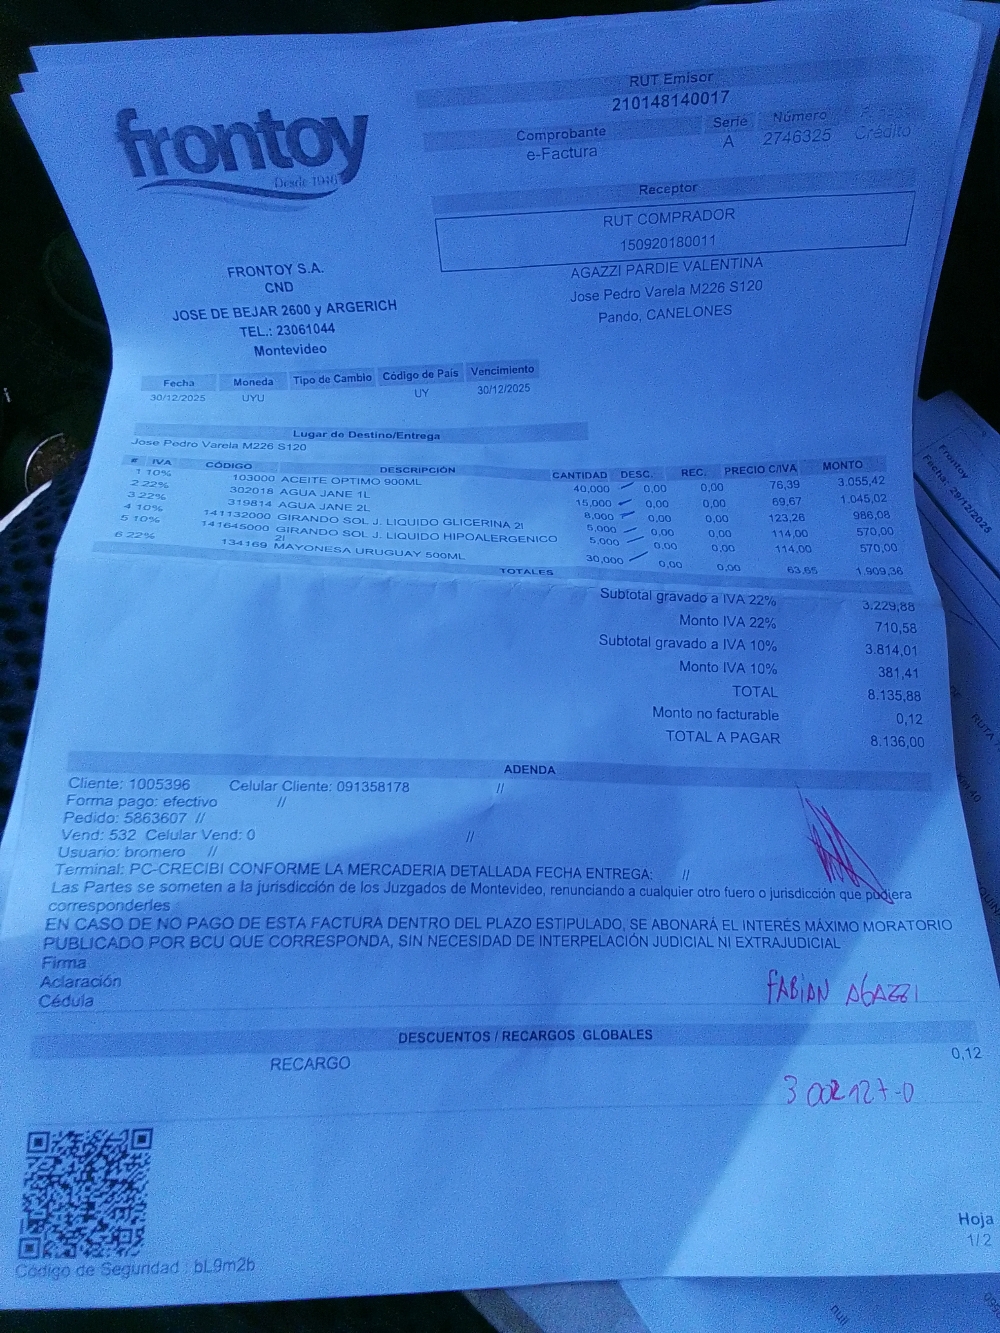 frontoy
Desde 1946
RUT Emisor
210148140017
Comprobante Serie Número
e-Factura A 2746325 Crédito
Receptor
RUT COMPRADOR
150920180011
AGAZZI PARDIE VALENTINA
Jose Pedro Varela M226 S120
Pando, CANELONES
FRONTOY S.A.
CND
JOSE DE BEJAR 2600 y ARGERICH
TEL.: 23061044
Montevideo
Fecha Moneda Tipo de Cambio Código de País Vencimiento
30/12/2025 UYU UY 30/12/2025
Lugar de Destino/Entrega
Jose Pedro Varela M226 S120
# IVA CÓDIGO DESCRIPCIÓN CANTIDAD DESC. REC. PRECIO C/IVA MONTO
1 10% 103000 ACEITE OPTIMO 900ML 40,000 0,00 0,00 76,39 3.055,42
2 22% 302018 AGUA JANE 1L 15,000 0,00 0,00 69,67 1.045,02
3 22% 319814 AGUA JANE 2L 8,000 0,00 0,00 123,26 986,08
4 10% 141132000 GIRANDO SOL J. LIQUIDO GLICERINA 2l 5,000 0,00 0,00 114,00 570,00
5 10% 141645000 GIRANDO SOL J. LIQUIDO HIPOALERGENICO 5,000 0,00 0,00 114,00 570,00
2l
6 22% 134169 MAYONESA URUGUAY 500ML 30,000 0,00 0,00 63,65 1.909,36
TOTALES
Subtotal gravado a IVA 22% 3.229,88
Monto IVA 22% 710,58
Subtotal gravado a IVA 10% 3.814,01
Monto IVA 10% 381,41
TOTAL 8.135,88
Monto no facturable 0,12
TOTAL A PAGAR 8.136,00
ADENDA
Cliente: 1005396 Celular Cliente: 091358178 //
Forma pago: efectivo //
Pedido: 5863607 //
Vend: 532 Celular Vend: 0 //
Usuario: bromero //
Terminal: PC-CRECIBI CONFORME LA MERCADERIA DETALLADA FECHA ENTREGA: //
Las Partes se someten a la jurisdicción de los Juzgados de Montevideo, renunciando a cualquier otro fuero o jurisdicción que pudiera
corresponderles
EN CASO DE NO PAGO DE ESTA FACTURA DENTRO DEL PLAZO ESTIPULADO, SE ABONARÁ EL INTERÉS MÁXIMO MORATORIO
PUBLICADO POR BCU QUE CORRESPONDA, SIN NECESIDAD DE INTERPELACIÓN JUDICIAL NI EXTRAJUDICIAL
Firma
Aclaración
Cédula
FABIAN AGAZZI
DESCUENTOS / RECARGOS GLOBALES
RECARGO 0,12
3 002127-0
Código de Seguridad : bL9m2b
Hoja
1/2
Frontoy
Fecha: 29/12/2025
null